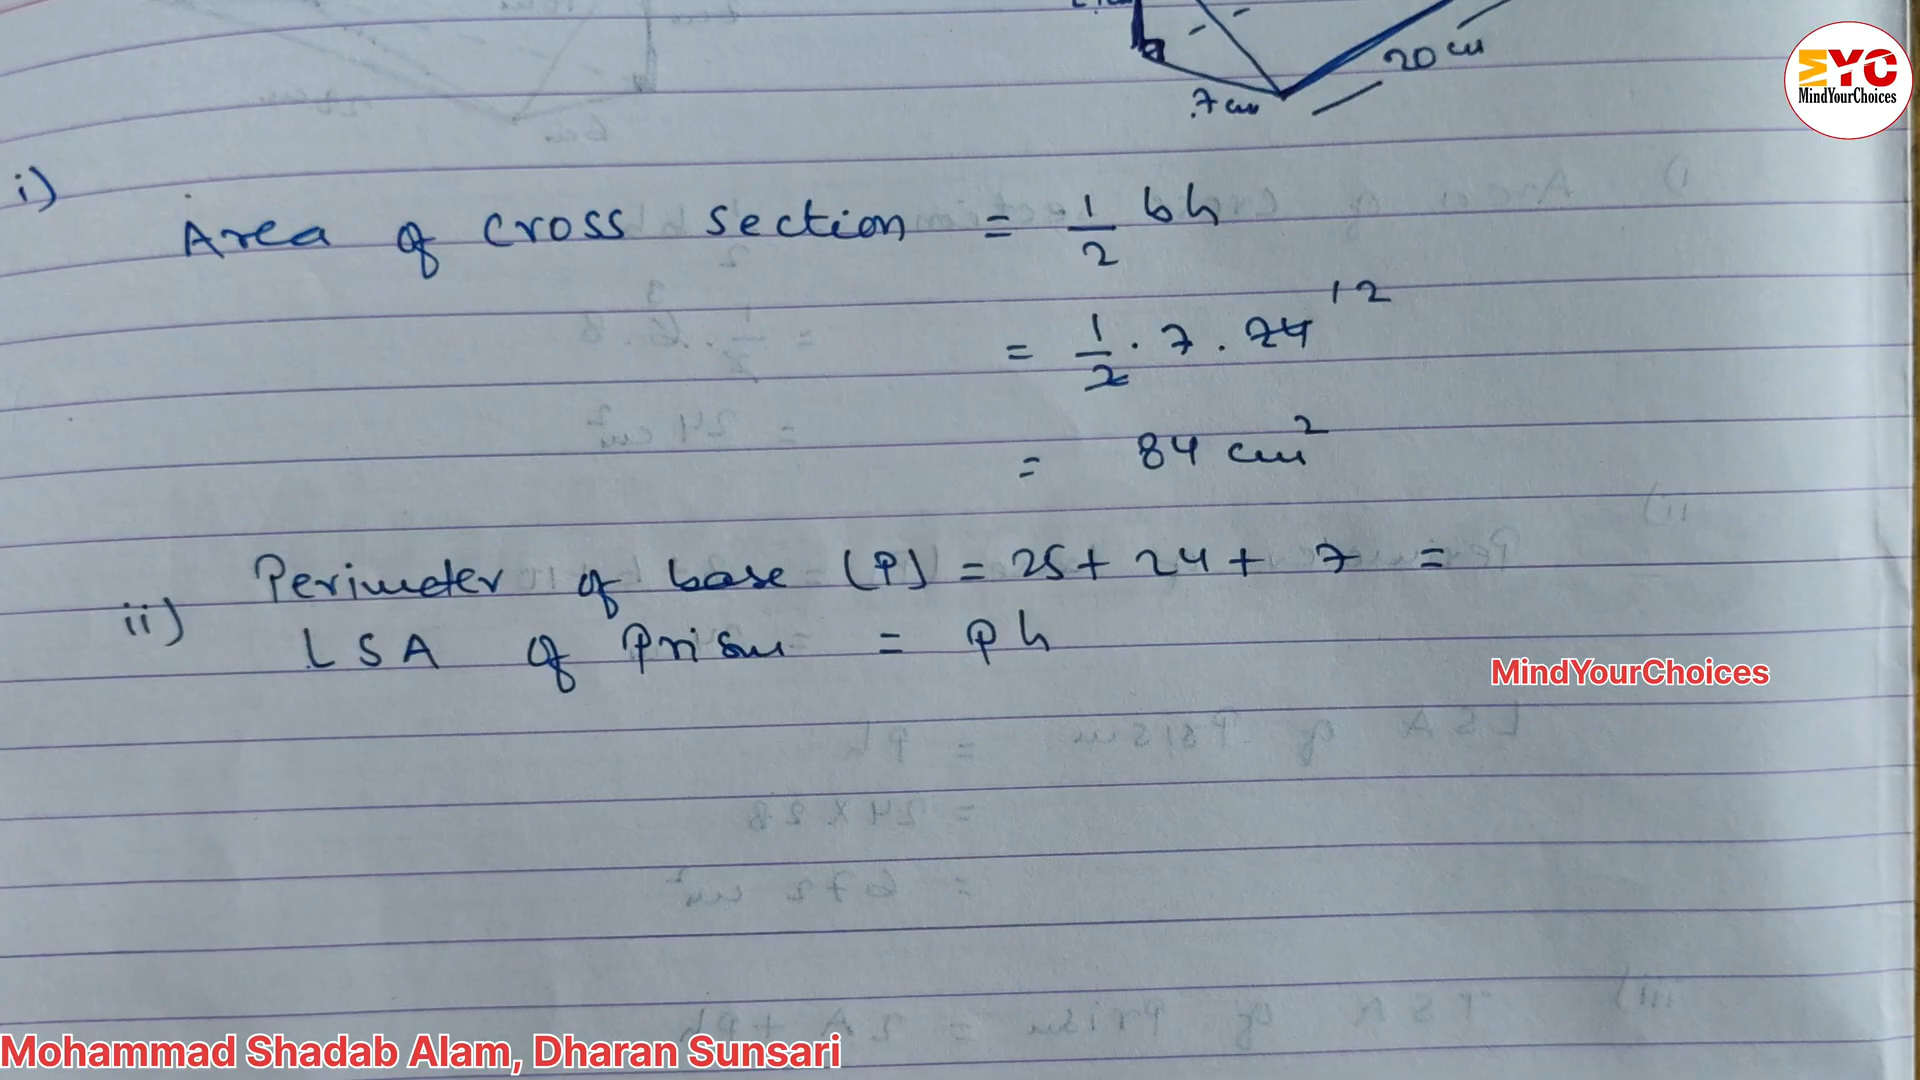 20 cm
7 cm
MYC
MindYourChoices
i)
Area of cross section = 1/2 bh
= 1/2 . 7 . 24 12
= 84 cm²
Perimeter of base (P) = 25 + 24 + 7 =
ii)
LSA of Prism = Ph
MindYourChoices
Mohammad Shadab Alam, Dharan Sunsari